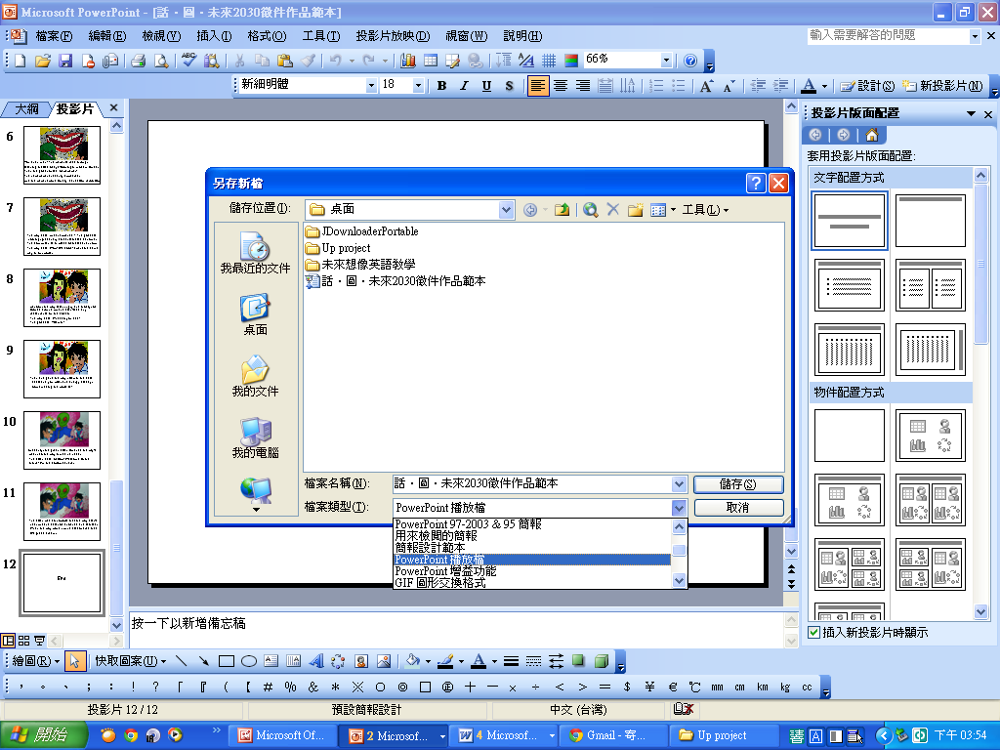 Microsoft PowerPoint - [話‧圖‧未來2030徵件作品範本]
檔案(F) 編輯(E) 檢視(V) 插入(I) 格式(O) 工具(T) 投影片放映(D) 視窗(W) 說明(H)
輸入需要解答的問題
66%
新細明體 18 B I U S A A A 設計(S) 新投影片(N)
大綱 投影片
投影片版面配置
套用投影片版面配置:
文字配置方式
物件配置方式
6
7
8
9
10
11
12
End
另存新檔
儲存位置(I): 桌面 工具(L)
JDownloaderPortable
Up project
未來想像英語教學
話‧圖‧未來2030徵件作品範本
我最近的文件
桌面
我的文件
我的電腦
檔案名稱(N): 話‧圖‧未來2030徵件作品範本 儲存(S)
檔案類型(T): PowerPoint 播放檔 取消
PowerPoint 97-2003 & 95 簡報
用來檢閱的簡報
簡報設計範本
PowerPoint 播放檔
PowerPoint 增益功能
GIF 圖形交換格式
按一下以新增備忘稿
插入新投影片時顯示
繪圖(R) 快取圖案(U)
, 。 、 ; : ! ? 「 『 ( 【 # % & * ※ ○ ◎ □ ㊣ + − × ÷ < > = $ ¥ € ℃ mm cm km kg cc
投影片 12 / 12 預設簡報設計 中文 (台灣)
開始 Microsoft Of... 2 Microsof... 4 Microsof... Gmail - 寄... Up project 下午 03:54